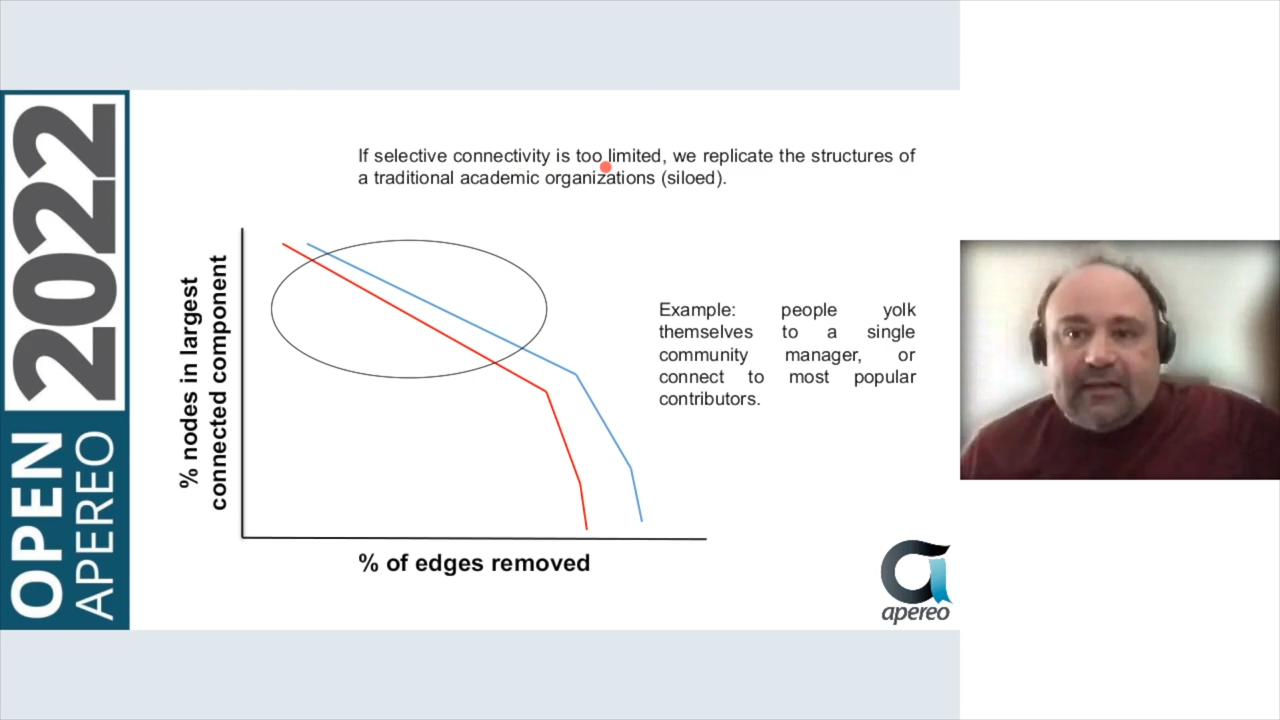 OPEN 2022
APEREO
If selective connectivity is too limited, we replicate the structures of
a traditional academic organizations (siloed).
% nodes in largest
connected component
Example: people yolk
themselves to a single
community manager, or
connect to most popular
contributors.
% of edges removed
apereo